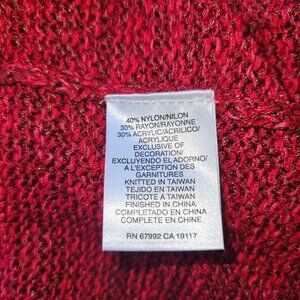 40% NYLON/NILON
30% RAYON/RAYONNE
30% ACRYLIC/ACRILICO/
ACRYLIQUE
EXCLUSIVE OF
DECORATION/
EXCLUYENDO EL ADORNO/
A L'EXCEPTION DES
GARNITURES
KNITTED IN TAIWAN
TEJIDO EN TAIWAN
TRICOTE A TAIWAN
FINISHED IN CHINA
COMPLETADO EN CHINA
COMPLETE EN CHINE
RN 67992 CA 19117